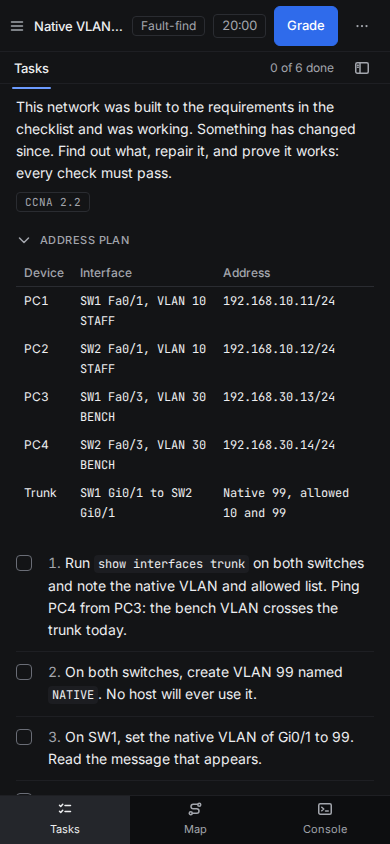 Native VLAN...
Fault-find
20:00
Grade
Tasks
0 of 6 done
This network was built to the requirements in the
checklist and was working. Something has changed
since. Find out what, repair it, and prove it works:
every check must pass.
CCNA 2.2
ADDRESS PLAN
Device Interface Address
PC1 SW1 Fa0/1, VLAN 10 192.168.10.11/24
STAFF
PC2 SW2 Fa0/1, VLAN 10 192.168.10.12/24
STAFF
PC3 SW1 Fa0/3, VLAN 30 192.168.30.13/24
BENCH
PC4 SW2 Fa0/3, VLAN 30 192.168.30.14/24
BENCH
Trunk SW1 Gi0/1 to SW2 Native 99, allowed
Gi0/1 10 and 99
1. Run show interfaces trunk on both switches
and note the native VLAN and allowed list. Ping
PC4 from PC3: the bench VLAN crosses the
trunk today.
2. On both switches, create VLAN 99 named
NATIVE. No host will ever use it.
3. On SW1, set the native VLAN of Gi0/1 to 99.
Read the message that appears.
Tasks
Map
Console